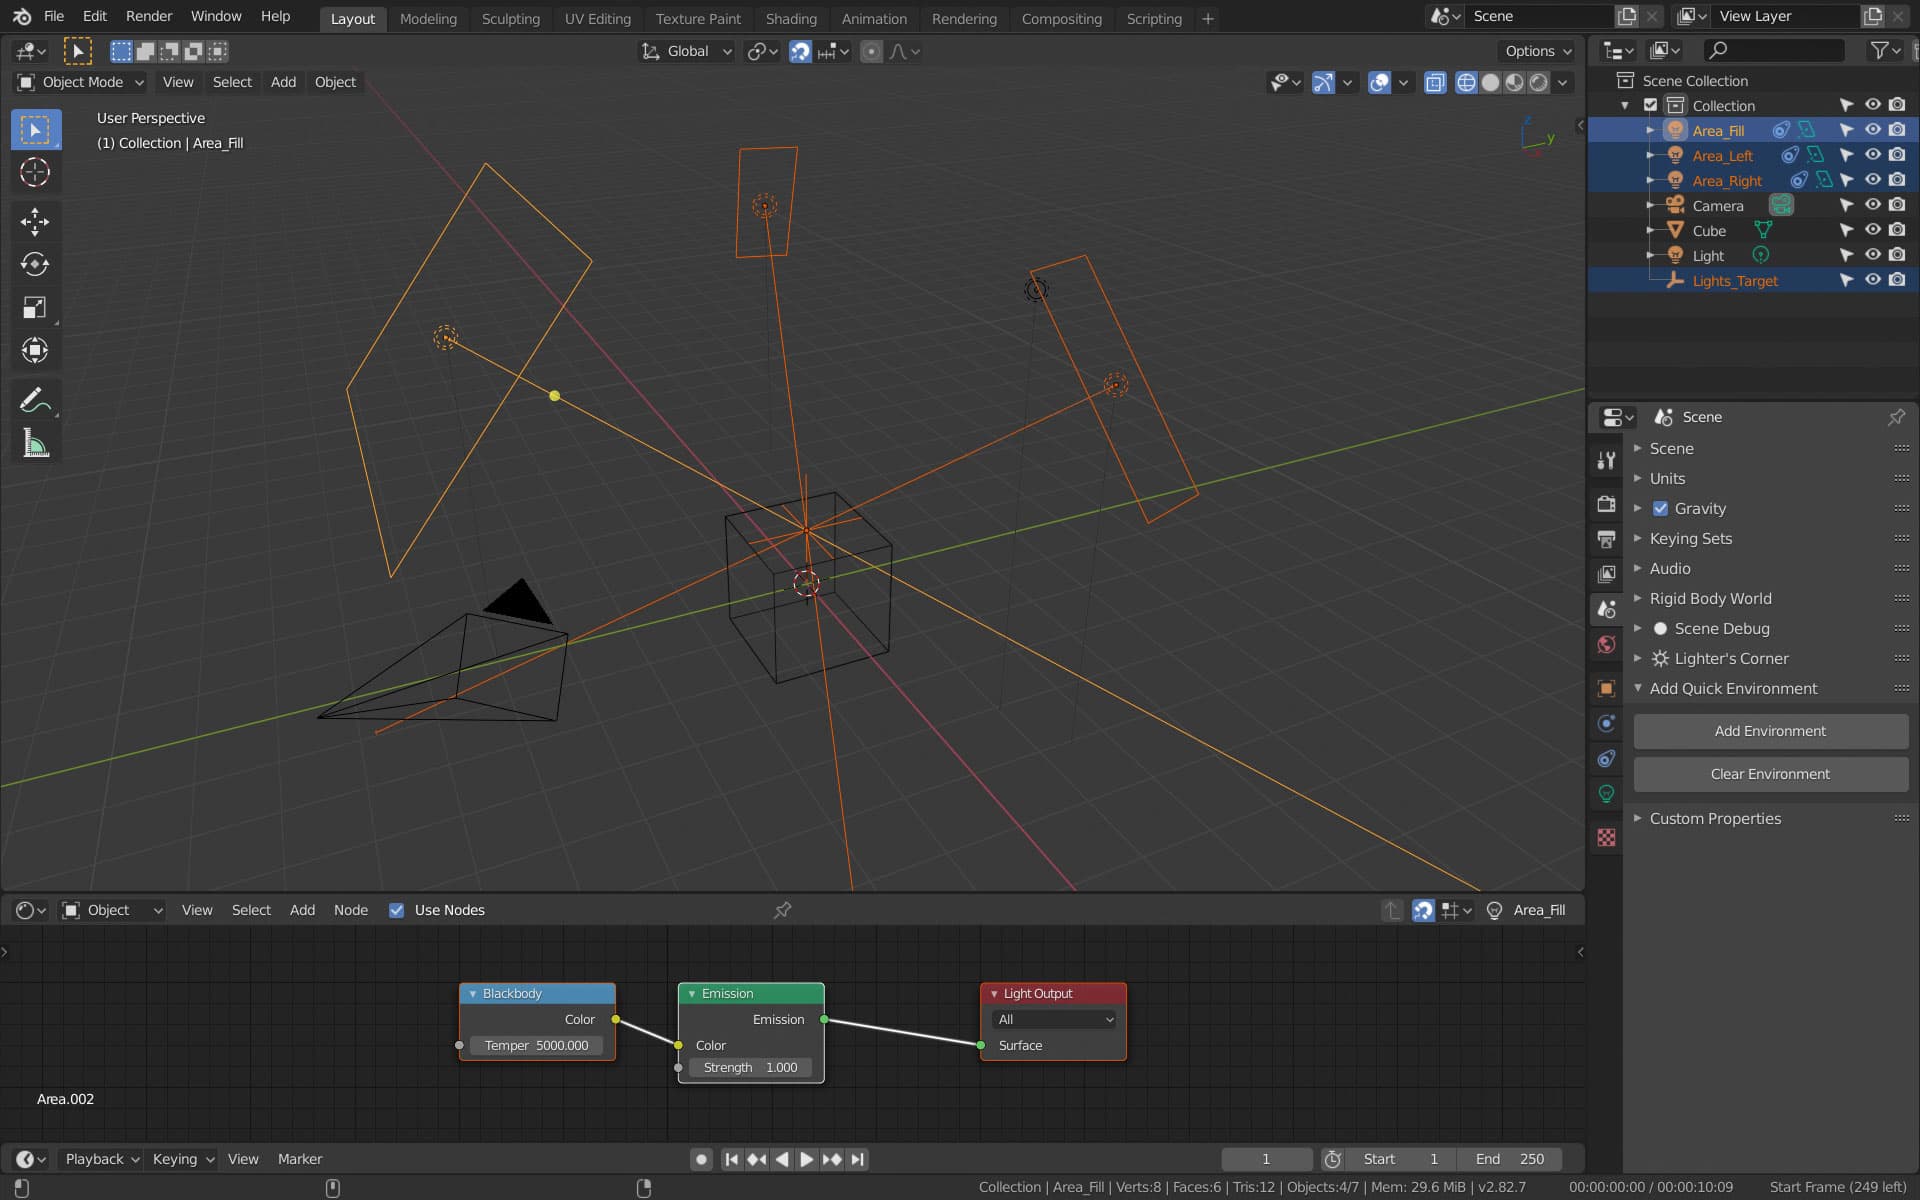 File Edit Render Window Help
Layout Modeling Sculpting UV Editing Texture Paint Shading Animation Rendering Compositing Scripting +
Scene
View Layer
Global
Options
Object Mode View Select Add Object
User Perspective
(1) Collection | Area_Fill
Z
y
Scene Collection
Collection
Area_Fill
Area_Left
Area_Right
Camera
Cube
Light
Lights_Target
Scene
Scene
Units
Gravity
Keying Sets
Audio
Rigid Body World
Scene Debug
Lighter's Corner
Add Quick Environment
Add Environment
Clear Environment
Custom Properties
Object View Select Add Node Use Nodes
Area_Fill
Blackbody
Color
Temper 5000.000
Emission
Emission
Color
Strength 1.000
Light Output
All
Surface
Area.002
Playback Keying View Marker
1
Start 1
End 250
Collection | Area_Fill | Verts:8 | Faces:6 | Tris:12 | Objects:4/7 | Mem: 29.6 MiB | v2.82.7
00:00:00:00 / 00:00:10:09
Start Frame (249 left)